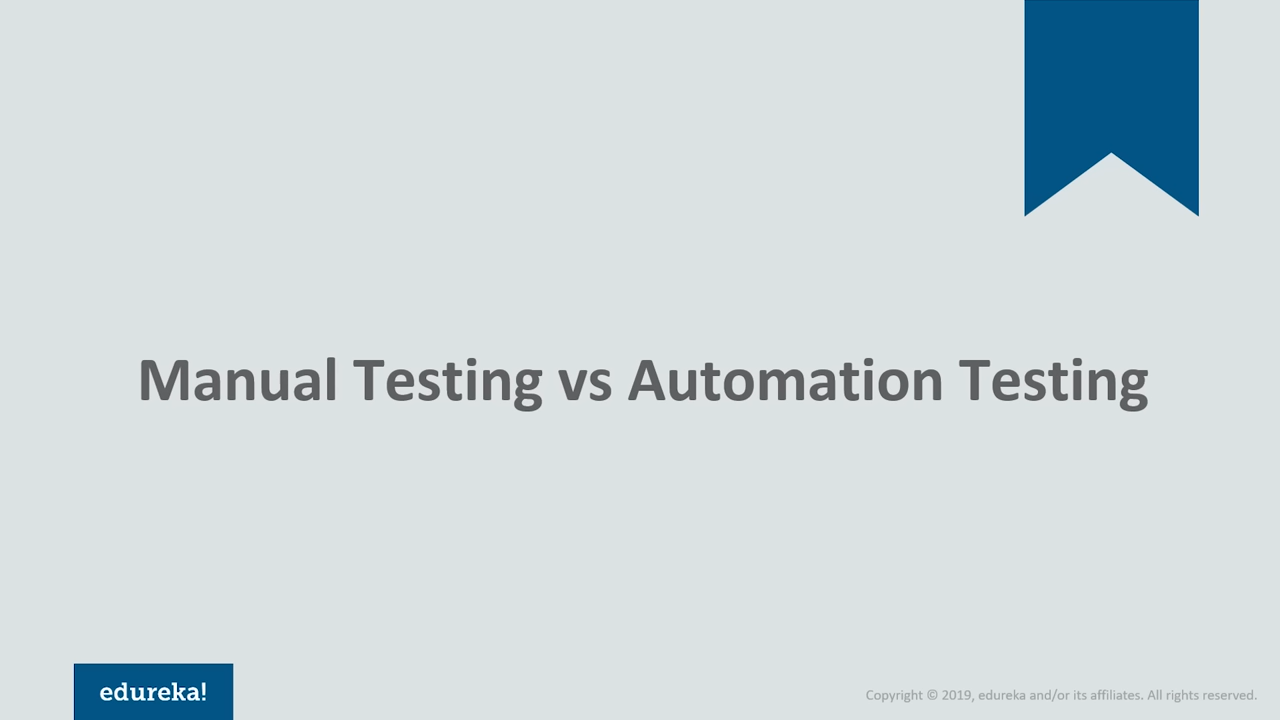 Manual Testing vs Automation Testing
edureka!
Copyright © 2019, edureka and/or its affiliates. All rights reserved.